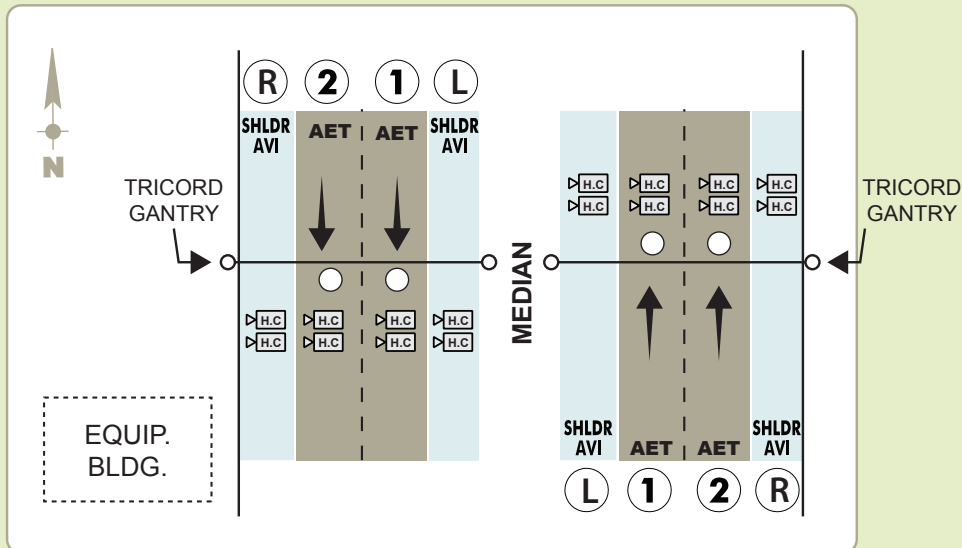 R 2 1 L
SHLDR
AVI
AET
AET
SHLDR
AVI
N
TRICORD
GANTRY
H.C H.C H.C H.C
H.C H.C H.C H.C
EQUIP.
BLDG.
MEDIAN
H.C H.C H.C H.C
H.C H.C H.C H.C
TRICORD
GANTRY
SHLDR
AVI
AET
AET
SHLDR
AVI
L 1 2 R